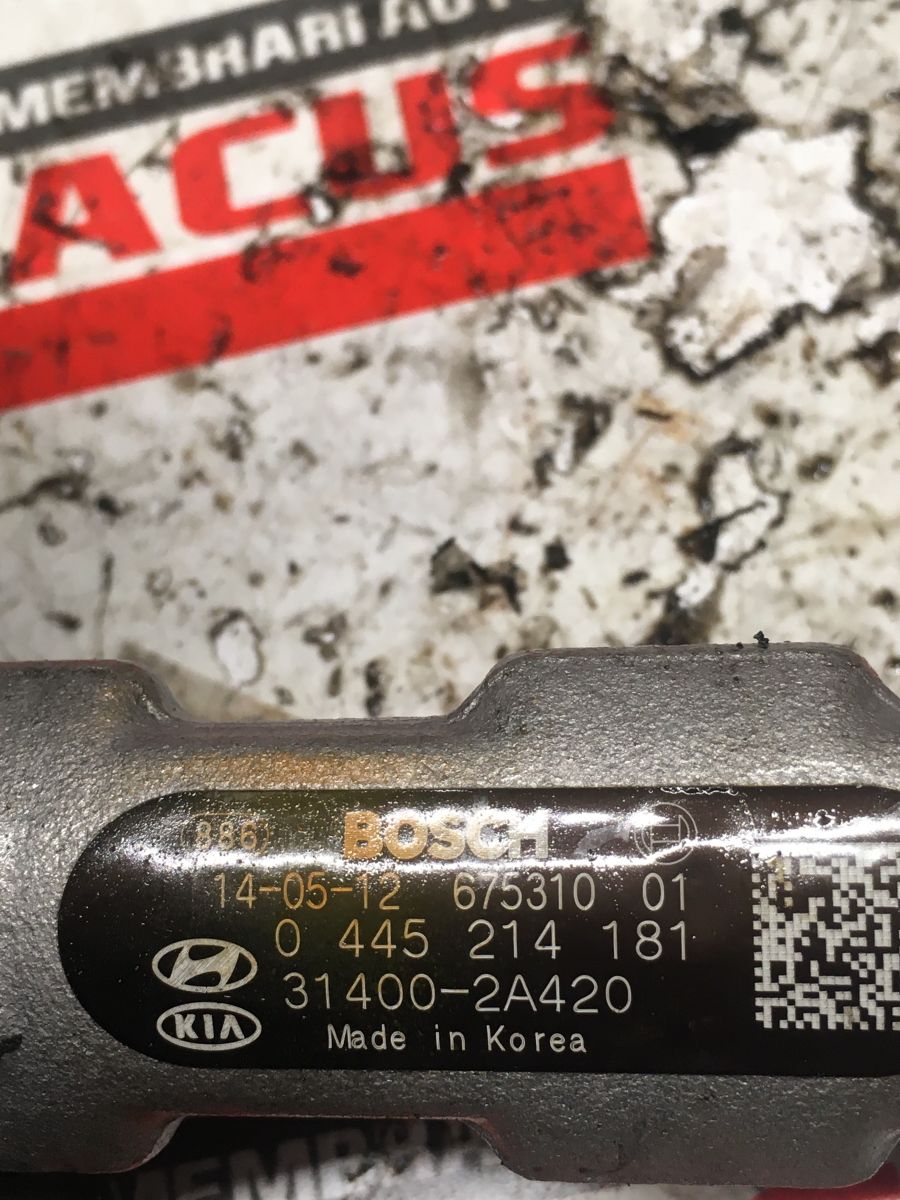 MEMBRARI AUTO
ACUS
886
BOSCH
14-05-12 675310 01
0 445 214 181
31400-2A420
KIA
Made in Korea
MEMBRA